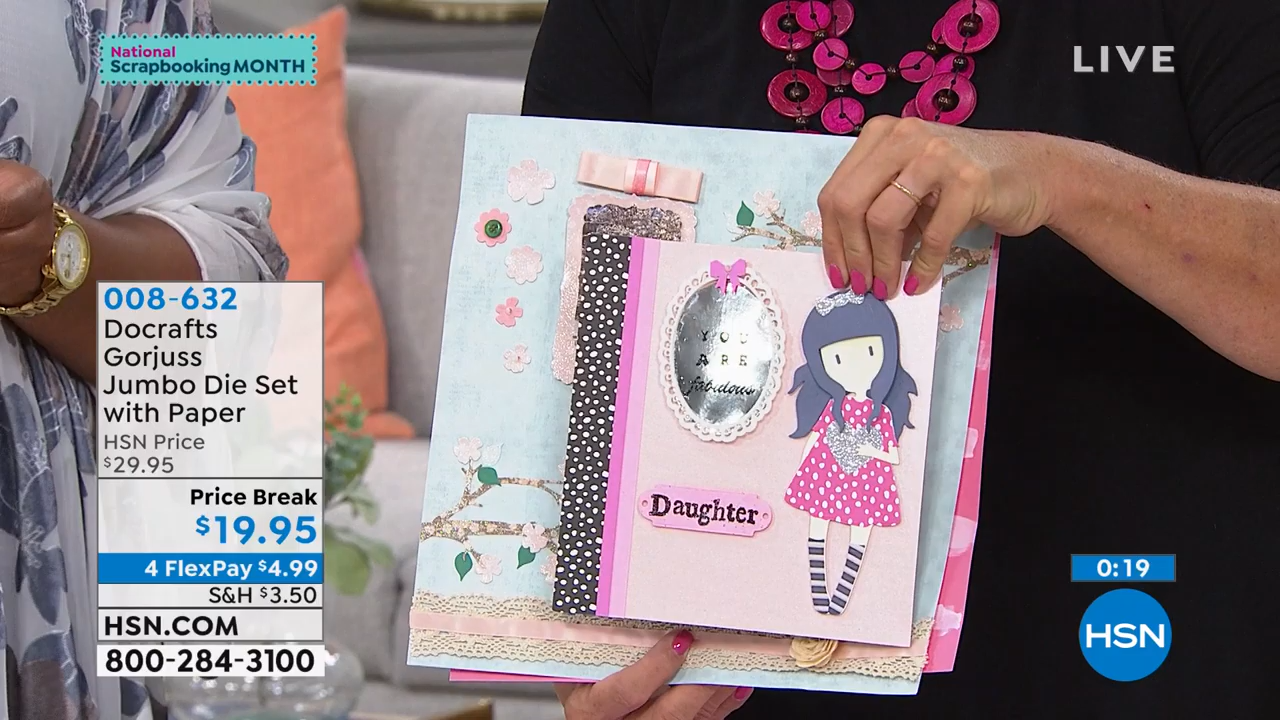 National
Scrapbooking MONTH
LIVE
008-632
Docrafts
Gorjuss
Jumbo Die Set
with Paper
HSN Price
$29.95
Price Break
$19.95
4 FlexPay $4.99
S&H $3.50
HSN.COM
800-284-3100
YOU
ARE
fabulous
Daughter
0:19
HSN